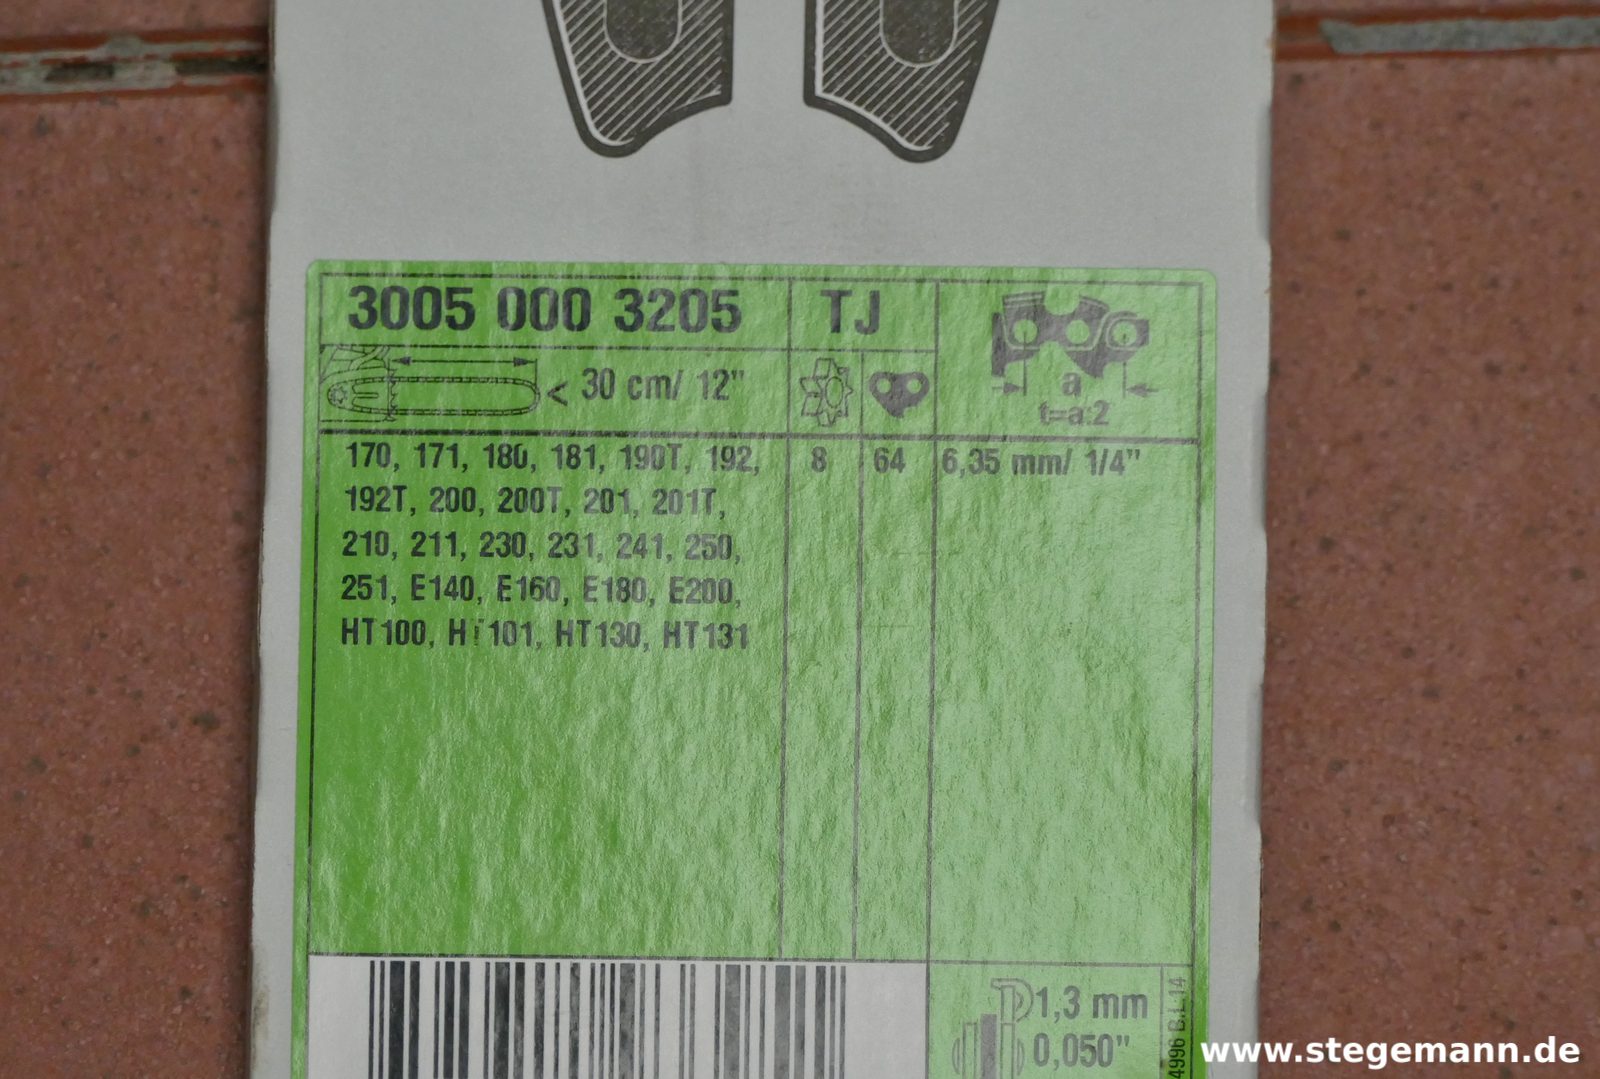 3005 000 3205
TJ
< 30 cm/ 12"
a
t=a:2
170, 171, 180, 181, 190T, 192,
8
64
6,35 mm/ 1/4"
192T, 200, 200T, 201, 201T,
210, 211, 230, 231, 241, 250,
251, E140, E160, E180, E200,
HT100, HT101, HT130, HT131
1,3 mm
0,050"
4996 B.L.14
www.stegemann.de